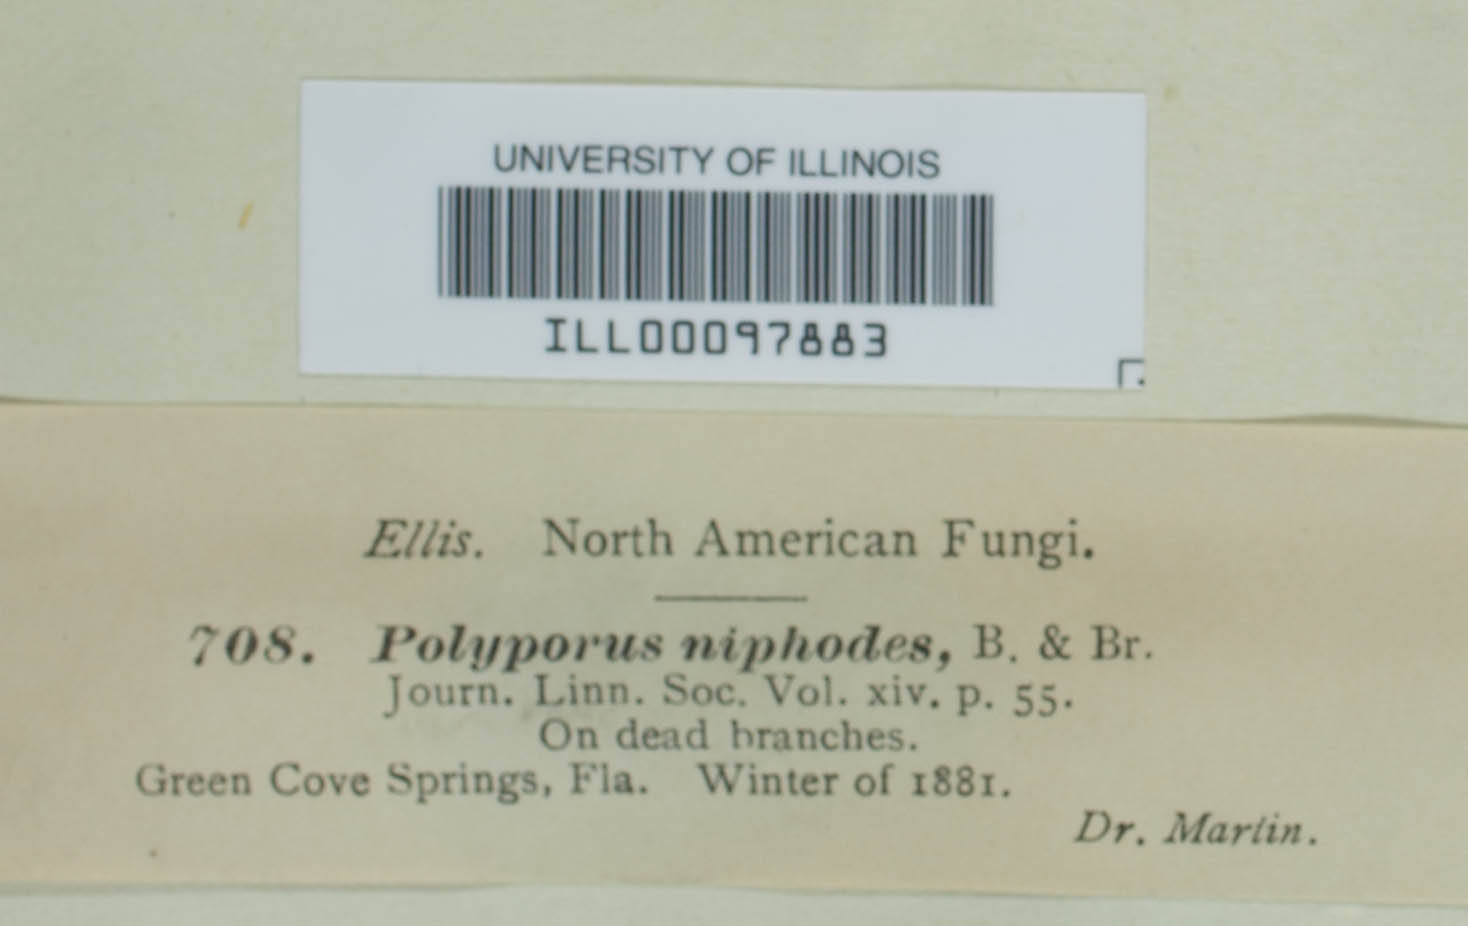 UNIVERSITY OF ILLINOIS
ILL00097883
Ellis. North American Fungi.
708. Polyporus niphodes, B. & Br.
Journ. Linn. Soc. Vol. xiv. p. 55.
On dead branches.
Green Cove Springs, Fla. Winter of 1881.
Dr. Martin.